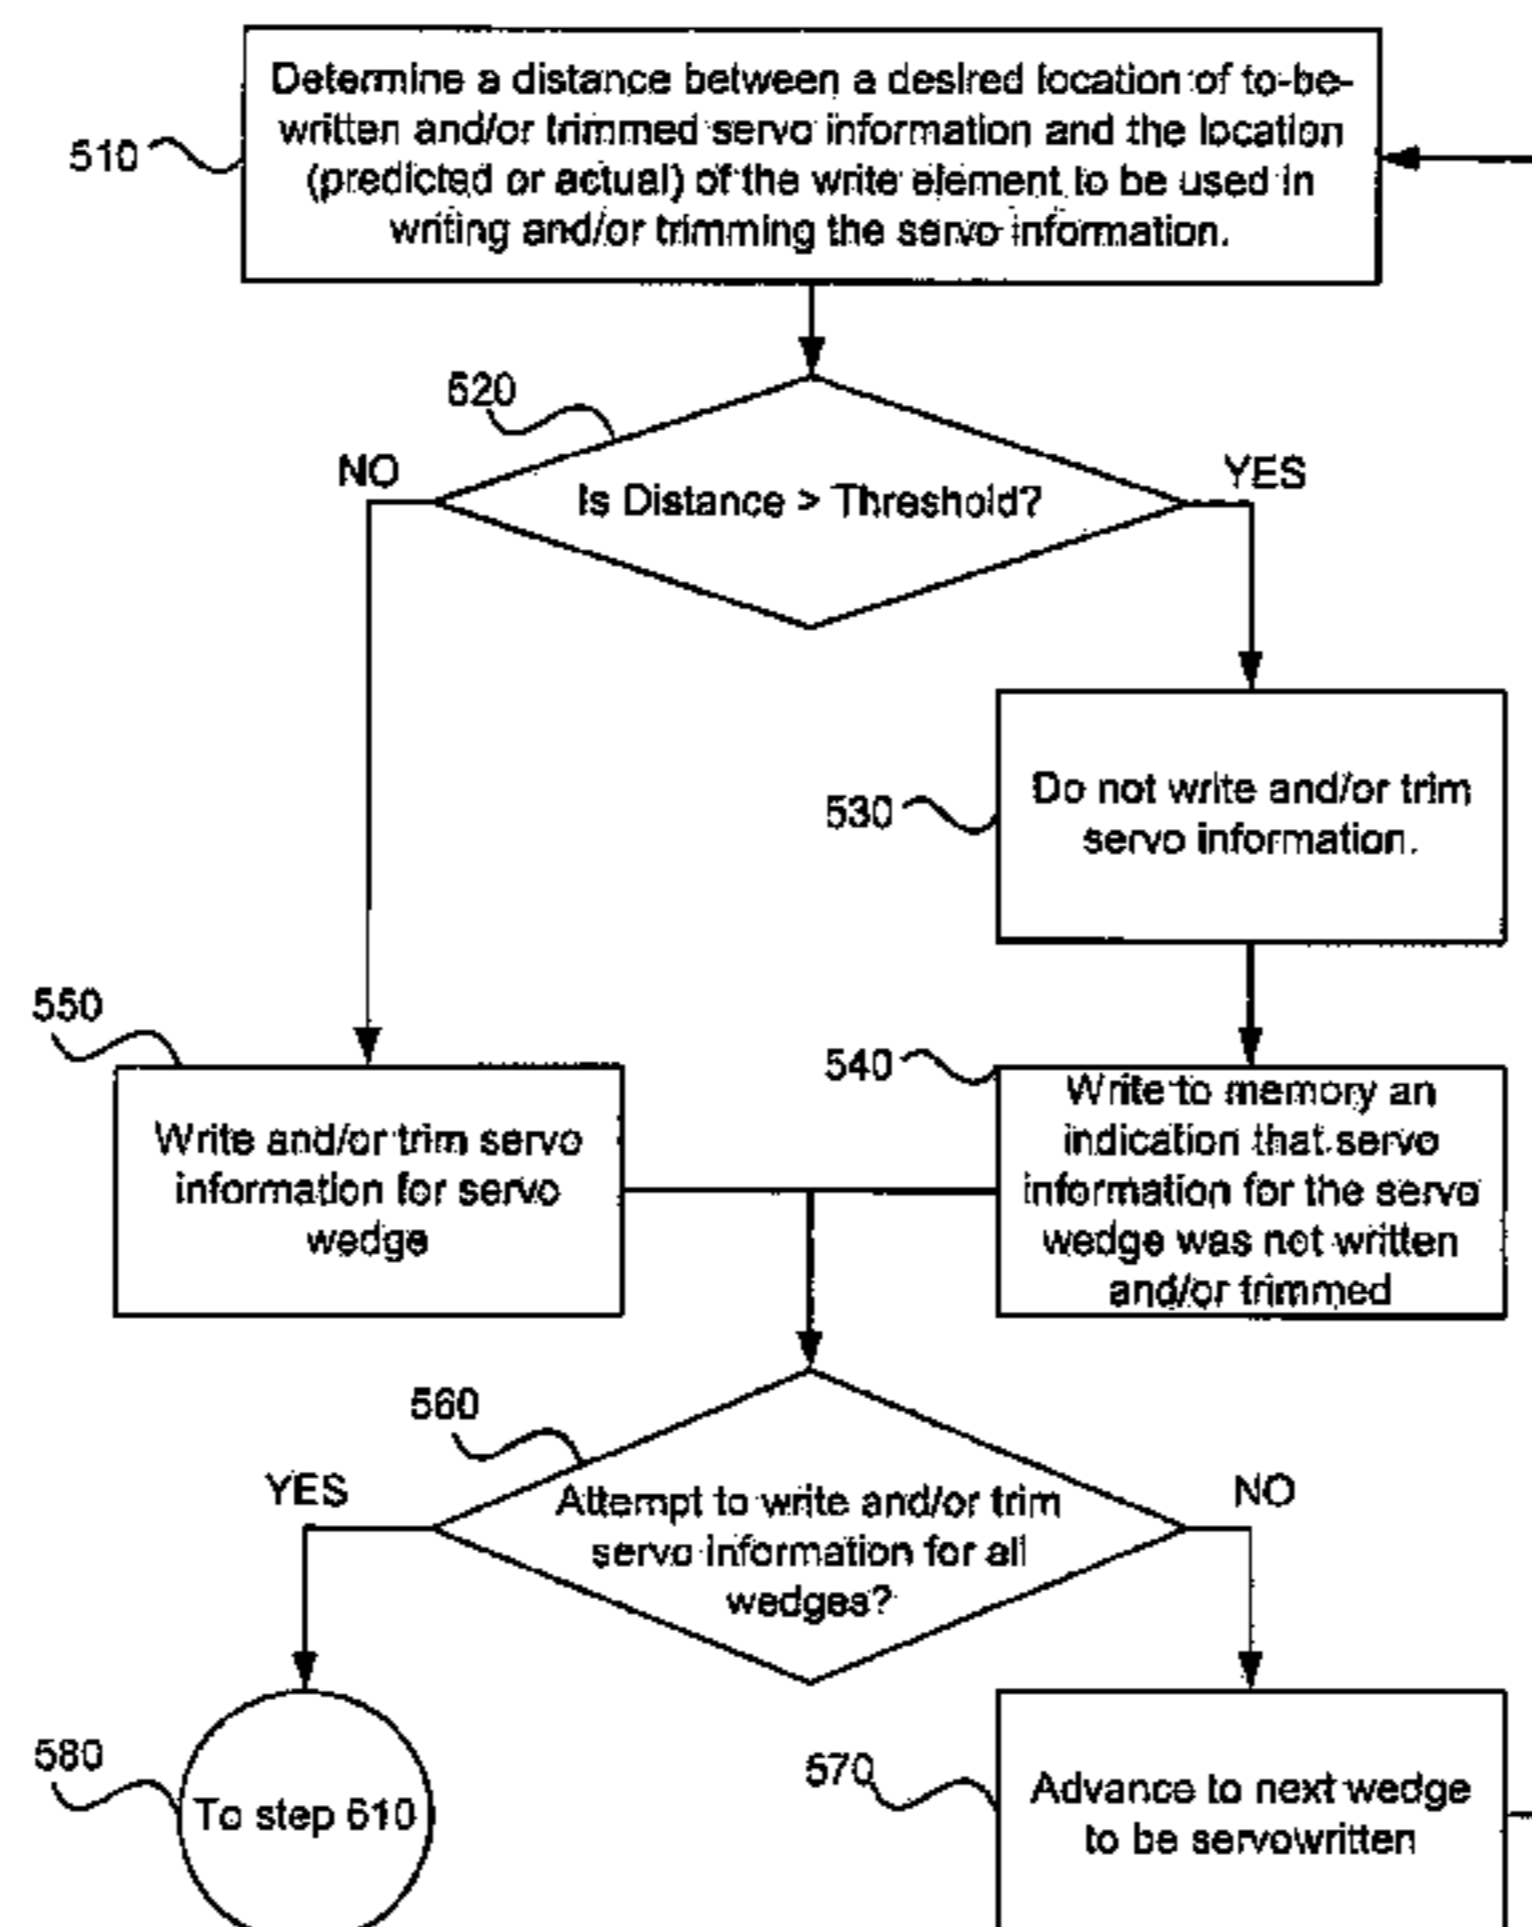 Determine a distance between a desired location of to-be-
written and/or trimmed servo information and the location
(predicted or actual) of the write element to be used in
writing and/or trimming the servo information.
510
520
NO
YES
Is Distance > Threshold?
530
Do not write and/or trim
servo information.
550
540
Write and/or trim servo
information for servo
wedge
Write to memory an
indication that servo
information for the servo
wedge was not written
and/or trimmed
560
YES
NO
Attempt to write and/or trim
servo information for all
wedges?
580
To step 610
570
Advance to next wedge
to be servowritten